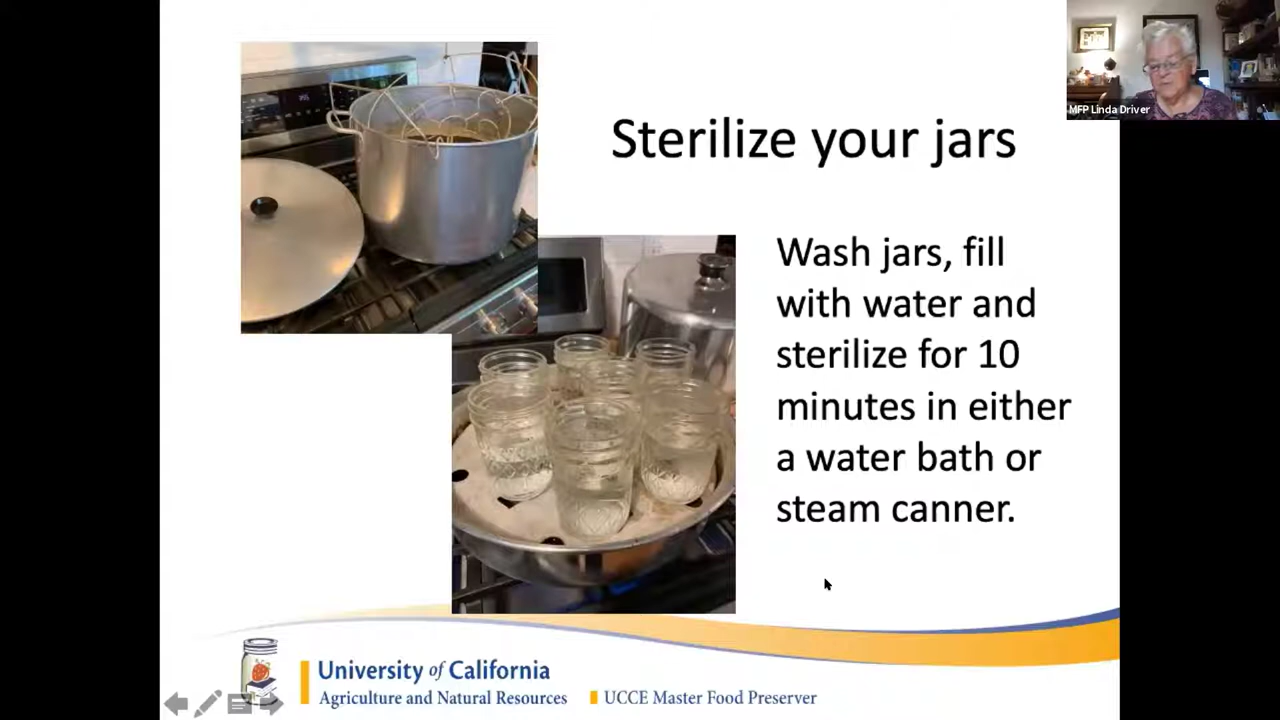 MFP Linda Driver
Sterilize your jars
Wash jars, fill
with water and
sterilize for 10
minutes in either
a water bath or
steam canner.
University of California
Agriculture and Natural Resources
UCCE Master Food Preserver